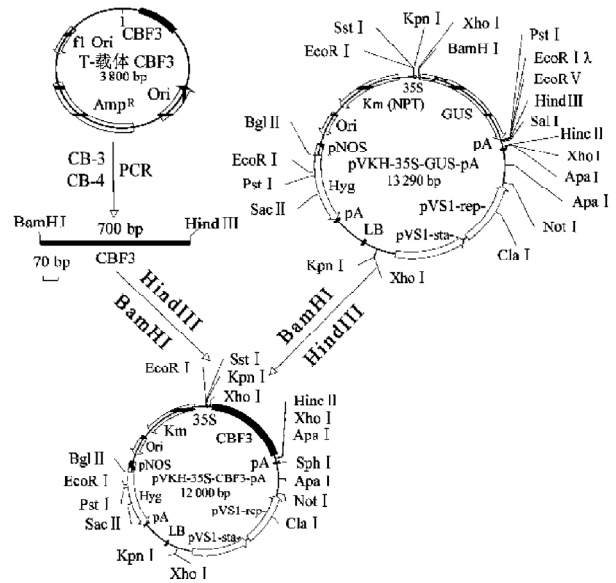 1
CBF3
f1 Ori
T-载体 CBF3
3 800 bp
Ori
Amp R
CB-3
CB-4
PCR
BamH I
700 bp
Hind III
CBF3
70 bp
HindIII
BamHI
Kpn I
Sst I
Xho I
EcoR I
BamH I
Pst I
EcoR I λ
EcoR V
Hind III
Sal I
Hinc II
Xho I
Apa I
Apa I
Not I
Cla I
35S
Km (NPT)
GUS
Bgl II
Ori
pNOS
pA
EcoR I
pVKH-35S-GUS-pA
13 290 bp
Pst I
Hyg
Sac II
pA
pVS1-rep-
LB
pVS1-sta-
Kpn I
Xho I
BamHI
HindIII
EcoR I
Sst I
Kpn I
Xho I
35S
Hinc II
Xho I
Apa I
Km
CBF3
Ori
Bgl II
pNOS
pA
Sph I
EcoR I
pVKH-35S-CBF3-pA
12 000 bp
Apa I
Hyg
Not I
Pst I
pVS1-rep-
Sac II
pA
Cla I
LB
pVS1-sta-
Kpn I
Xho I